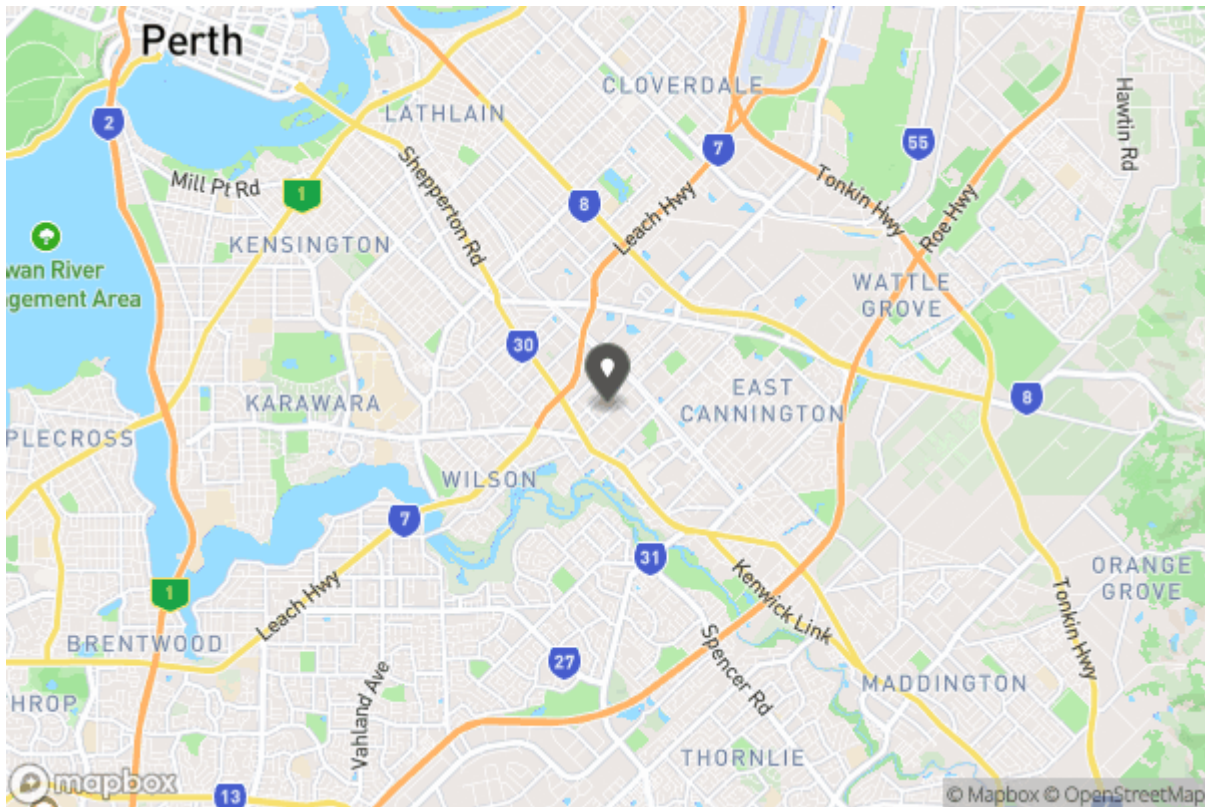 Perth
CLOVERDALE
Hawtin Rd
LATHLAIN
2
7
55
Shepperton Rd
Mill Pt Rd
1
8
Tonkin Hwy
Roe Hwy
Leach Hwy
KENSINGTON
wan River
agement Area
WATTLE
GROVE
30
EAST
CANNINGTON
8
KARAWARA
PLECROSS
WILSON
7
31
ORANGE
GROVE
Kenwick Link
1
Leach Hwy
Tonkin Hwy
BRENTWOOD
27
Spencer Rd
Vahland Ave
MADDINGTON
HROP
THORNLIE
mapbox
13
© Mapbox © OpenStreetMap